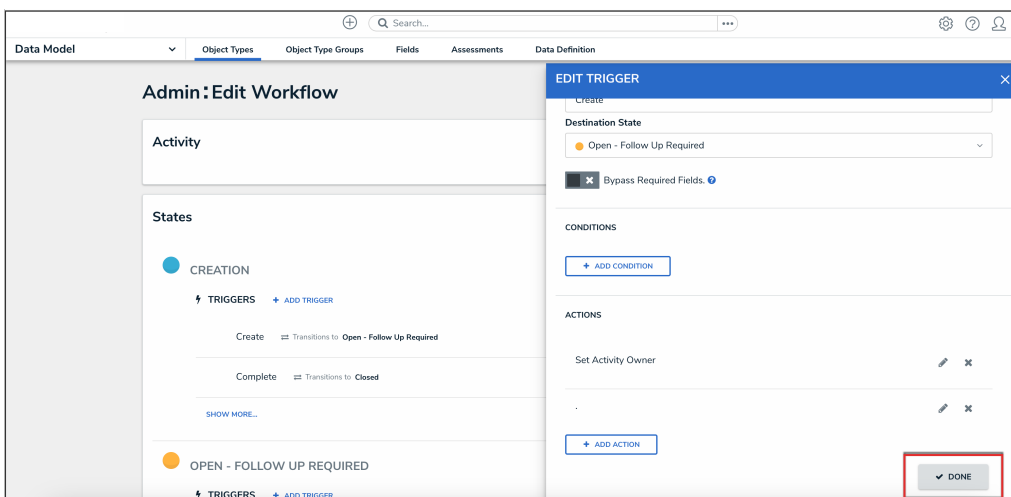 Search...
Data Model
Object Types
Object Type Groups
Fields
Assessments
Data Definition
Admin:Edit Workflow
Activity
States
CREATION
TRIGGERS + ADD TRIGGER
Create Transitions to Open - Follow Up Required
Complete Transitions to Closed
SHOW MORE...
OPEN - FOLLOW UP REQUIRED
TRIGGERS + ADD TRIGGER
EDIT TRIGGER
Create
Destination State
Open - Follow Up Required
Bypass Required Fields.
CONDITIONS
+ ADD CONDITION
ACTIONS
Set Activity Owner
.
+ ADD ACTION
DONE